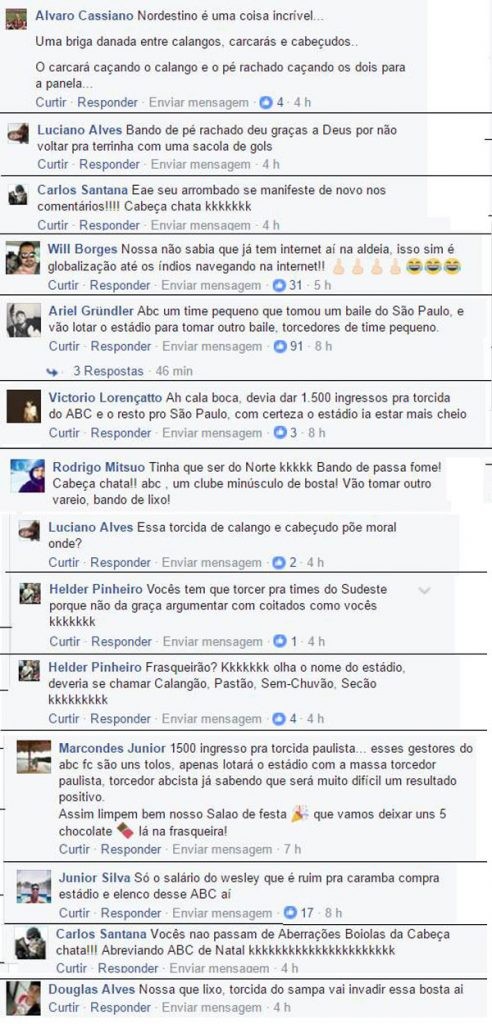 Alvaro Cassiano Nordestino é uma coisa incrível...
Uma briga danada entre calangos, carcarás e cabeçudos..
O carcará caçando o calango e o pé rachado caçando os dois para
a panela...
Curtir · Responder · Enviar mensagem · 4 · 4 h
Luciano Alves Bando de pé rachado deu graças a Deus por não
voltar pra terrinha com uma sacola de gols
Curtir · Responder · Enviar mensagem · 4 h
Carlos Santana Eae seu arrombado se manifeste de novo nos
comentários!!!! Cabeça chata kkkkkkk
Curtir · Responder · Enviar mensagem · 4 h
Will Borges Nossa não sabia que já tem internet aí na aldeia, isso sim é
globalização até os índios navegando na internet!! 🖕🏻🖕🏻🖕🏻🖕🏻😂😂😂
Curtir · Responder · Enviar mensagem · 31 · 5 h
Ariel Gründler Abc um time pequeno que tomou um baile do São Paulo, e
vão lotar o estádio para tomar outro baile, torcedores de time pequeno.
Curtir · Responder · Enviar mensagem · 91 · 8 h
3 Respostas · 46 min
Victorio Lorençatto Ah cala boca, devia dar 1.500 ingressos pra torcida
do ABC e o resto pro São Paulo, com certeza o estádio ia estar mais cheio
Curtir · Responder · Enviar mensagem · 3 · 8 h
Rodrigo Mitsuo Tinha que ser do Norte kkkkk Bando de passa fome!
Cabeça chata!! abc , um clube minúsculo de bosta! Vão tomar outro
vareio, bando de lixo!
Luciano Alves Essa torcida de calango e cabeçudo põe moral
onde?
Curtir · Responder · Enviar mensagem · 2 · 4 h
Helder Pinheiro Vocês tem que torcer pra times do Sudeste
porque não da graça argumentar com coitados como vocês
kkkkkkk
Curtir · Responder · Enviar mensagem · 1 · 4 h
Helder Pinheiro Frasqueirão? Kkkkkkk olha o nome do estádio,
deveria se chamar Calangão, Pastão, Sem-Chuvão, Secão
kkkkkkkkk
Curtir · Responder · Enviar mensagem · 4 · 4 h
Marcondes Junior 1500 ingresso pra torcida paulista... esses gestores do
abc fc são uns tolos, apenas lotará o estádio com a massa torcedor
paulista, torcedor abcista já sabendo que será muito difícil um resultado
positivo.
Assim limpem bem nosso Salao de festa 🎉 que vamos deixar uns 5
chocolate 🍫 lá na frasqueira!
Curtir · Responder · Enviar mensagem · 7 h
Junior Silva Só o salário do wesley que é ruim pra caramba compra
estádio e elenco desse ABC aí
Curtir · Responder · Enviar mensagem · 17 · 8 h
Carlos Santana Vocês nao passam de Aberrações Boiolas da Cabeça
chata!!! Abreviando ABC de Natal kkkkkkkkkkkkkkkkkkkkkk
Curtir · Responder · Enviar mensagem · 4 h
Douglas Alves Nossa que lixo, torcida do sampa vai invadir essa bosta ai
Curtir · Responder · Enviar mensagem · 4 h